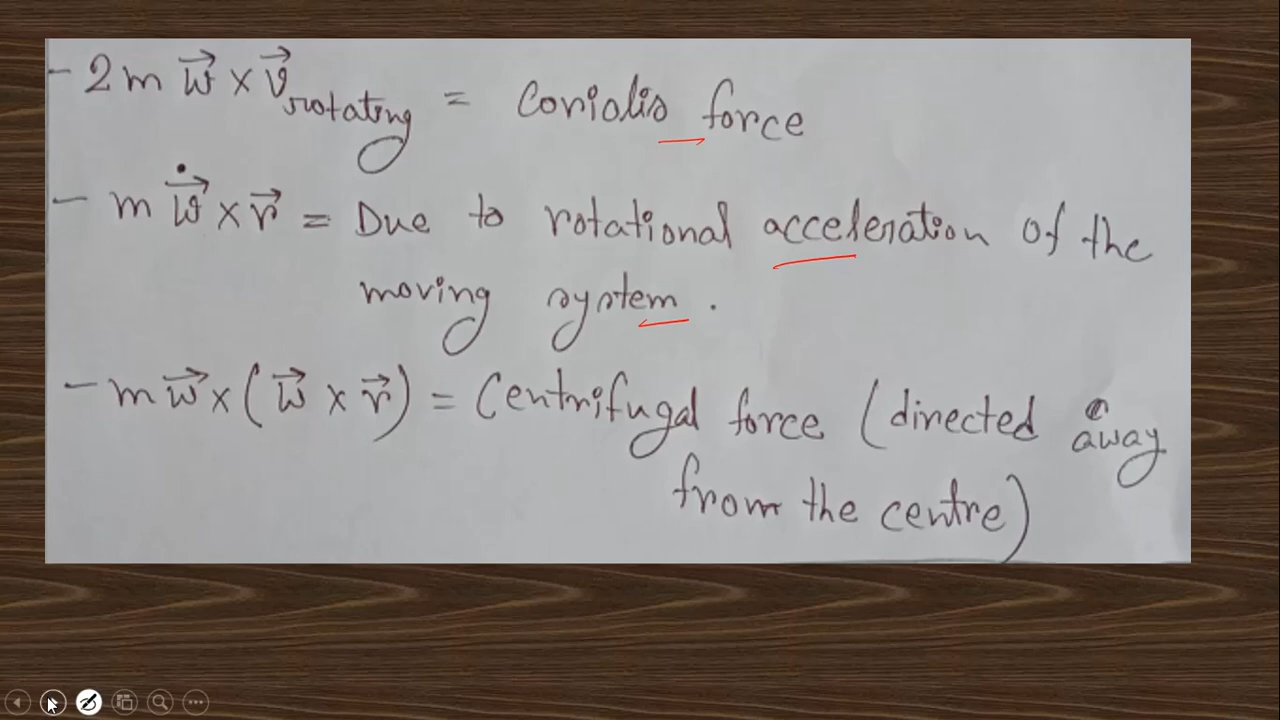 - 2m w⃗ × v⃗ rotating = Coriolis force
- m ẇ⃗ × r⃗ = Due to rotational acceleration of the
moving system.
- m w⃗ × (w⃗ × r⃗) = Centrifugal force (directed away
from the centre)